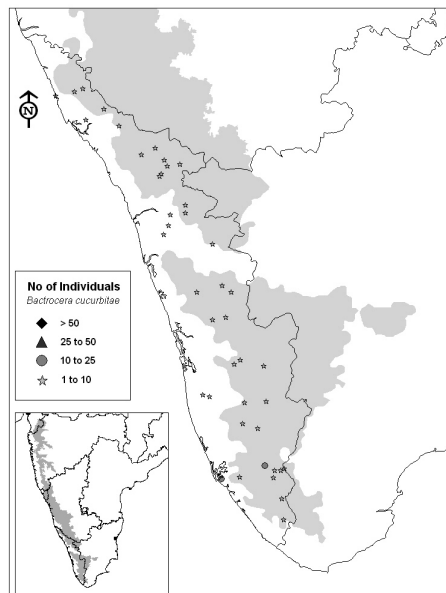 N
No of Individuals
Bactrocera cucurbitae
> 50
25 to 50
10 to 25
1 to 10